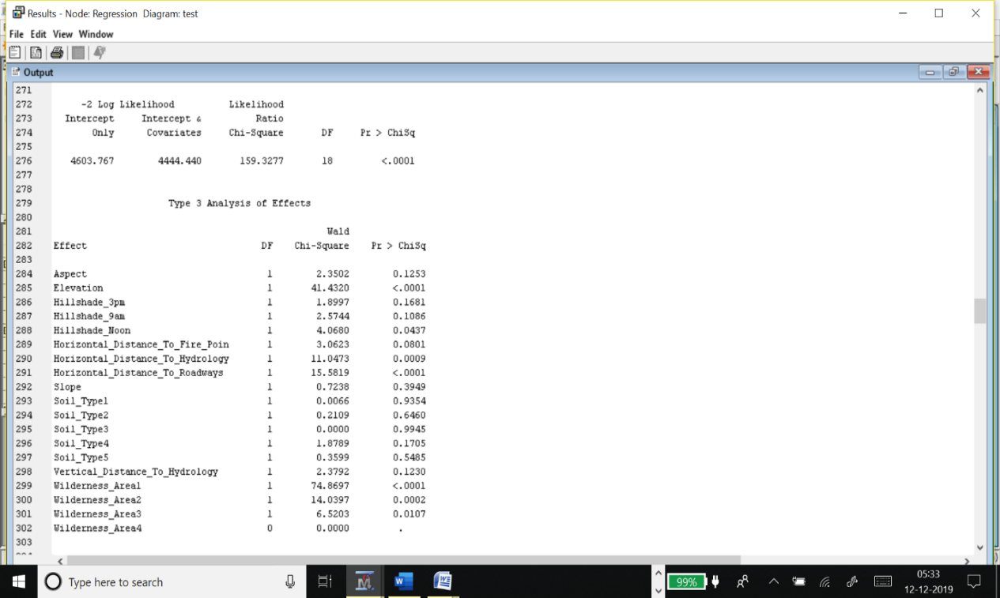 Results - Node: Regression Diagram: test
File Edit View Window
Output
271
272 -2 Log Likelihood Likelihood
273 Intercept Intercept & Ratio
274 Only Covariates Chi-Square DF Pr > ChiSq
275
276 4603.767 4444.440 159.3277 18 <.0001
277
278
279 Type 3 Analysis of Effects
280
281 Wald
282 Effect DF Chi-Square Pr > ChiSq
283
284 Aspect 1 2.3502 0.1253
285 Elevation 1 41.4320 <.0001
286 Hillshade_3pm 1 1.8997 0.1681
287 Hillshade_9am 1 2.5744 0.1086
288 Hillshade_Noon 1 4.0680 0.0437
289 Horizontal_Distance_To_Fire_Poin 1 3.0623 0.0801
290 Horizontal_Distance_To_Hydrology 1 11.0473 0.0009
291 Horizontal_Distance_To_Roadways 1 15.5819 <.0001
292 Slope 1 0.7238 0.3949
293 Soil_Type1 1 0.0066 0.9354
294 Soil_Type2 1 0.2109 0.6460
295 Soil_Type3 1 0.0000 0.9945
296 Soil_Type4 1 1.8789 0.1705
297 Soil_Type5 1 0.3599 0.5485
298 Vertical_Distance_To_Hydrology 1 2.3792 0.1230
299 Wilderness_Area1 1 74.8697 <.0001
300 Wilderness_Area2 1 14.0397 0.0002
301 Wilderness_Area3 1 6.5203 0.0107
302 Wilderness_Area4 0 0.0000 .
303
Type here to search
99%
05:33
12-12-2019